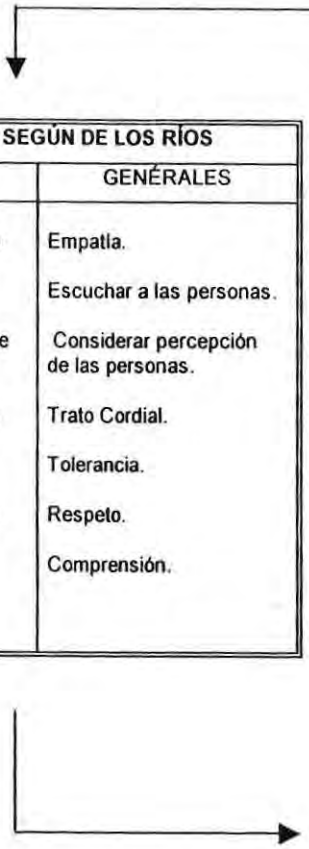 SEGÚN DE LOS RÍOS
GENÉRALES
Empatía.
Escuchar a las personas.
e
Considerar percepción
de las personas.
Trato Cordial.
Tolerancia.
Respeto.
Comprensión.